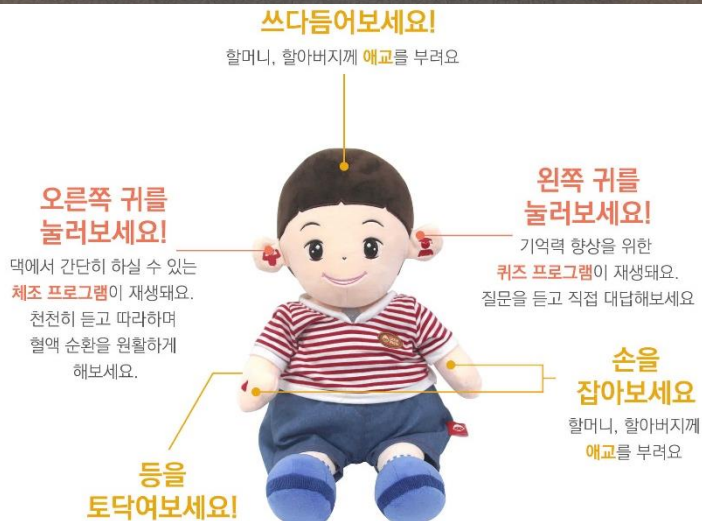 쓰다듬어보세요!
할머니, 할아버지께 애교를 부려요
오른쪽 귀를
눌러보세요!
댁에서 간단히 하실 수 있는
체조 프로그램이 재생돼요.
천천히 듣고 따라하며
혈액 순환을 원활하게
해보세요.
왼쪽 귀를
눌러보세요!
기억력 향상을 위한
퀴즈 프로그램이 재생돼요.
질문을 듣고 직접 대답해보세요
손을
잡아보세요
할머니, 할아버지께
애교를 부려요
등을
토닥여보세요!